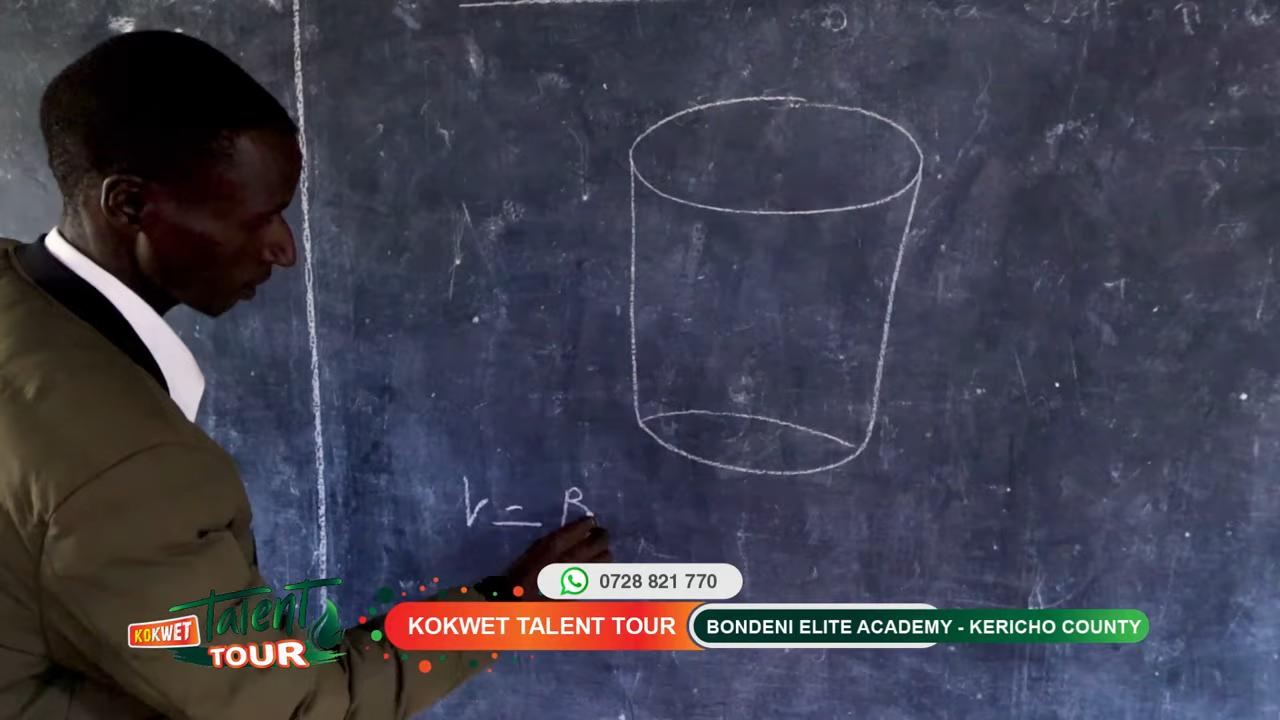 V = B
0728 821 770
KOKWET Talent TOUR
KOKWET TALENT TOUR
BONDENI ELITE ACADEMY - KERICHO COUNTY